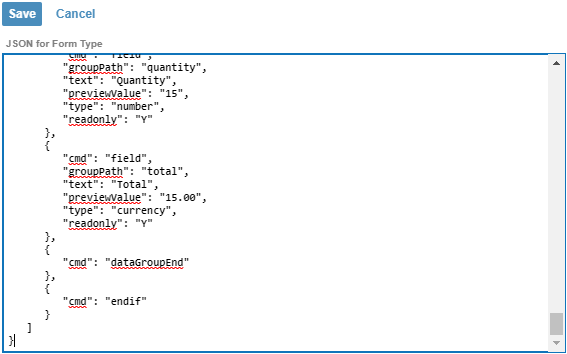 Save Cancel
JSON for Form Type
"cmd": "field",
"groupPath": "quantity",
"text": "Quantity",
"previewValue": "15",
"type": "number",
"readonly": "Y"
},
{
"cmd": "field",
"groupPath": "total",
"text": "Total",
"previewValue": "15.00",
"type": "currency",
"readonly": "Y"
},
{
"cmd": "dataGroupEnd"
},
{
"cmd": "endif"
}
]
}